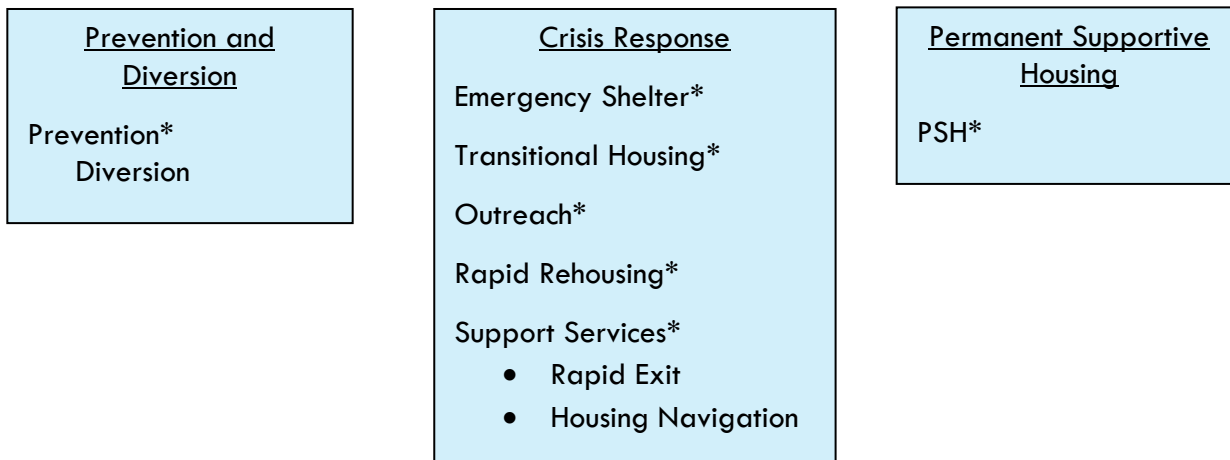 Prevention and
Diversion
Prevention*
Diversion
Crisis Response
Emergency Shelter*
Transitional Housing*
Outreach*
Rapid Rehousing*
Support Services*
• Rapid Exit
• Housing Navigation
Permanent Supportive
Housing
PSH*